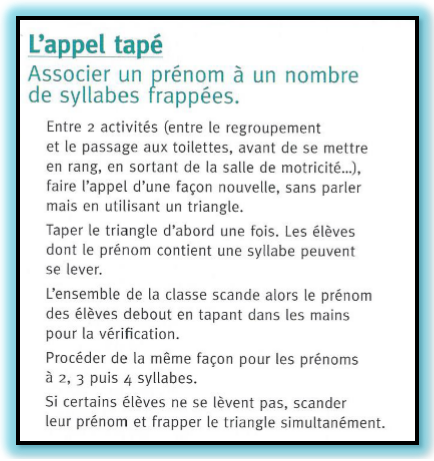 L'appel tapé
Associer un prénom à un nombre
de syllabes frappées.
Entre 2 activités (entre le regroupement
et le passage aux toilettes, avant de se mettre
en rang, en sortant de la salle de motricité...),
faire l'appel d'une façon nouvelle, sans parler
mais en utilisant un triangle.
Taper le triangle d'abord une fois. Les élèves
dont le prénom contient une syllabe peuvent
se lever.
L'ensemble de la classe scande alors le prénom
des élèves debout en tapant dans les mains
pour la vérification.
Procéder de la même façon pour les prénoms
à 2, 3 puis 4 syllabes.
Si certains élèves ne se lèvent pas, scander
leur prénom et frapper le triangle simultanément.